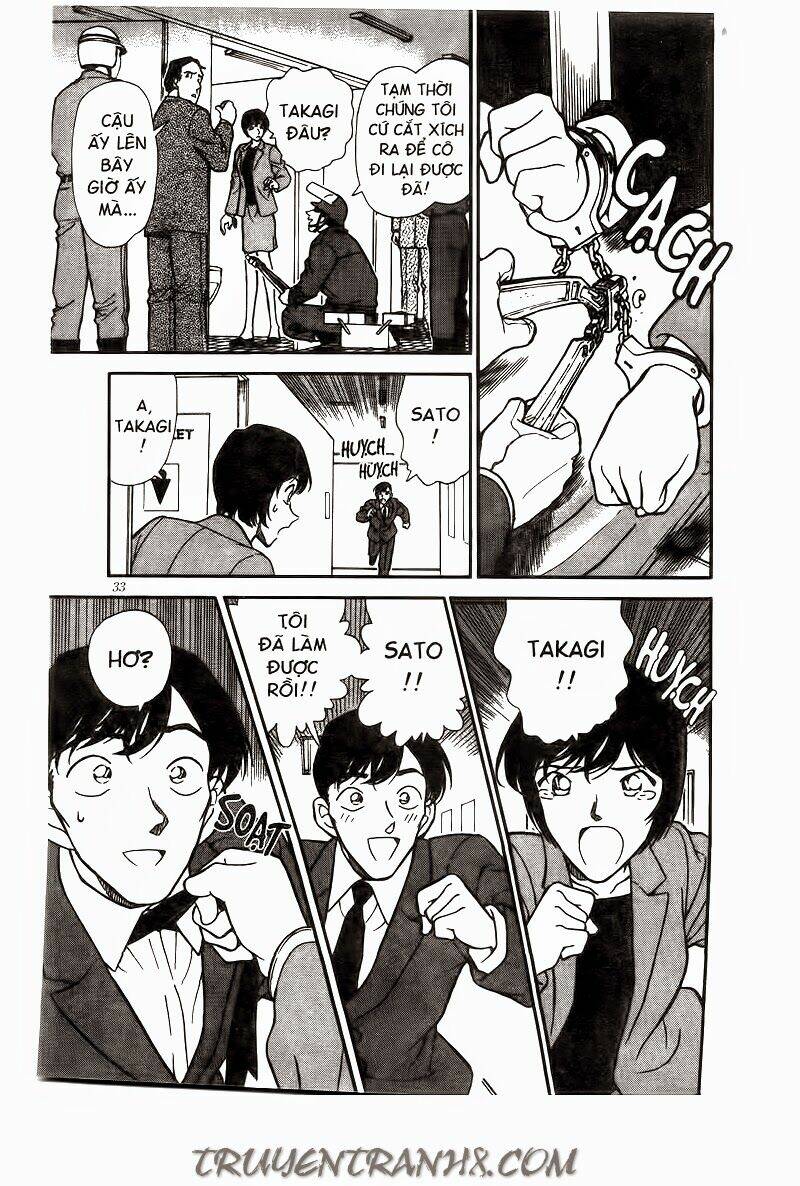 CẠCH
TẠM THỜI
CHÚNG TÔI
CỨ CẮT XÍCH
RA ĐỂ CÔ
ĐI LẠI ĐƯỢC
ĐÃ!
TAKAGI
ĐÂU?
CẬU
ẤY LÊN
BÂY
GIỜ ẤY
MÀ...
SATO
!
HUỴCH
HUỴCH
A,
TAKAGI
!
LET
33
TAKAGI
!!
HUỴCH
SATO
!!
TÔI
ĐÃ LÀM
ĐƯỢC
RỒI!!
HƠ?
SOẠT
TRUYENTRANH8.COM